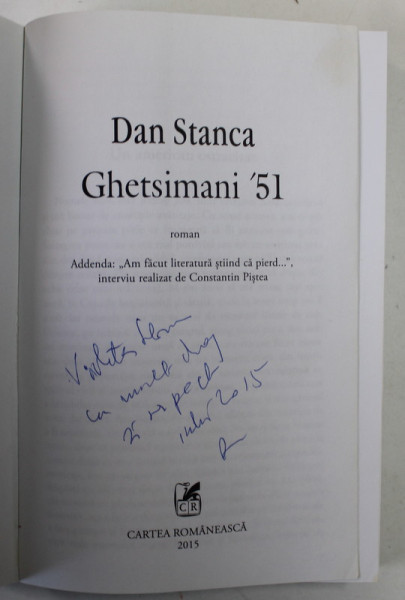 Dan Stanca
Ghetsimani '51
roman
Addenda: „Am făcut literatură știind că pierd...”,
interviu realizat de Constantin Piștea
cu mult drag
și respect
iulie 2015
CR
CARTEA ROMÂNEASCĂ
2015